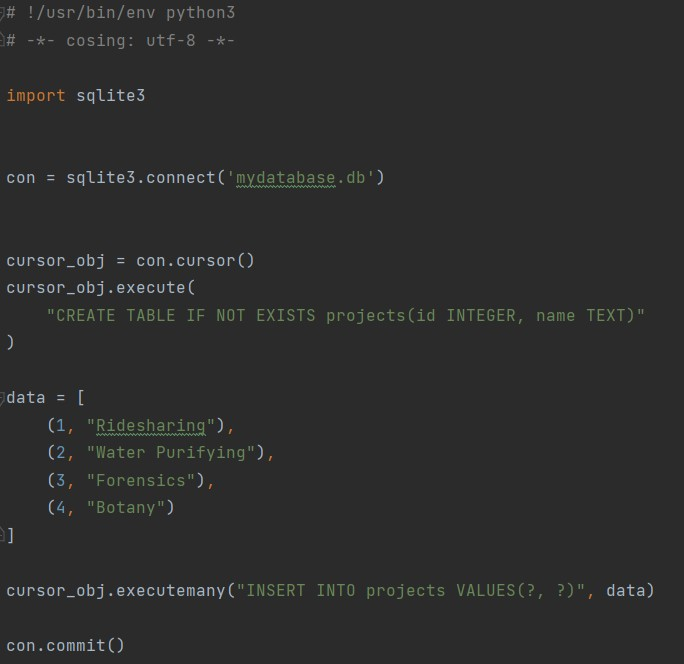 # !/usr/bin/env python3
# -*- cosing: utf-8 -*-
import sqlite3
con = sqlite3.connect('mydatabase.db')
cursor_obj = con.cursor()
cursor_obj.execute(
    "CREATE TABLE IF NOT EXISTS projects(id INTEGER, name TEXT)"
)
data = [
    (1, "Ridesharing"),
    (2, "Water Purifying"),
    (3, "Forensics"),
    (4, "Botany")
]
cursor_obj.executemany("INSERT INTO projects VALUES(?, ?)", data)
con.commit()